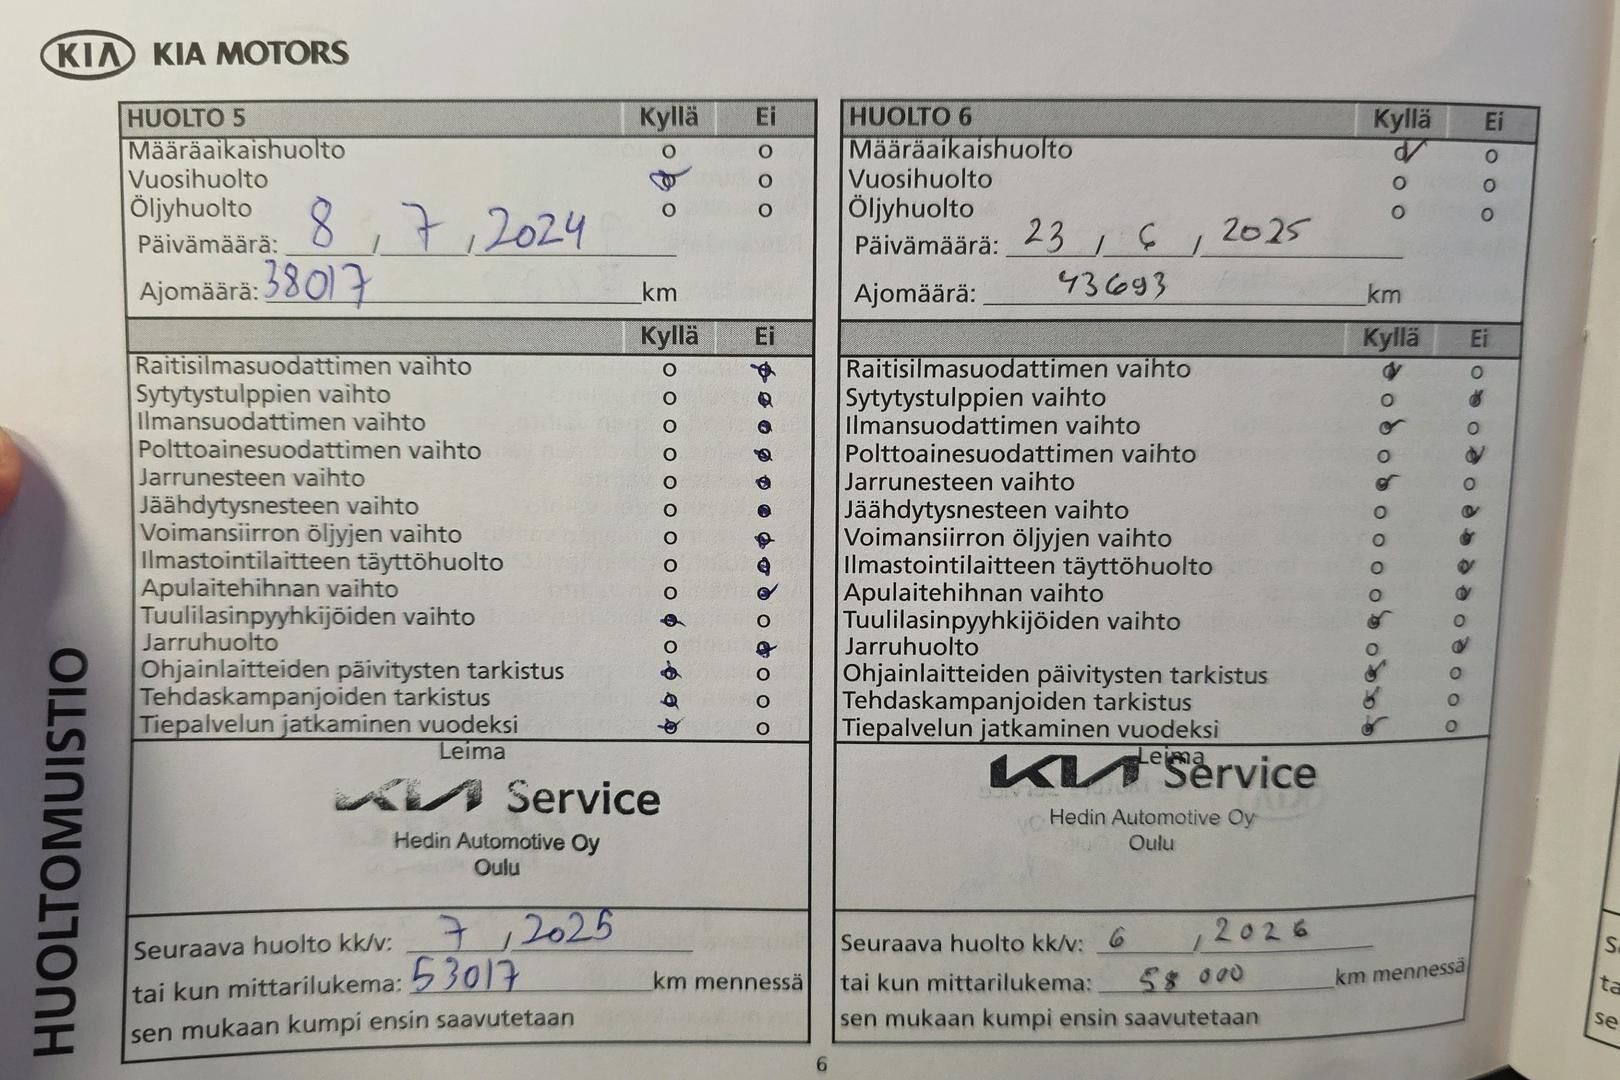 KIA KIA MOTORS
HUOLTOMUISTIO
HUOLTO 5 Kyllä Ei
Määräaikaishuolto o o
Vuosihuolto o o
Öljyhuolto o o
Päivämäärä: 8 / 7 / 2024
Ajomäärä: 38017 km
Kyllä Ei
Raitisilmasuodattimen vaihto o o
Sytytystulppien vaihto o o
Ilmansuodattimen vaihto o o
Polttoainesuodattimen vaihto o o
Jarrunesteen vaihto o o
Jäähdytysnesteen vaihto o o
Voimansiirron öljyjen vaihto o o
Ilmastointilaitteen täyttöhuolto o o
Apulaitehihnan vaihto o o
Tuulilasinpyyhkijöiden vaihto o o
Jarruhuolto o o
Ohjainlaitteiden päivitysten tarkistus o o
Tehdaskampanjoiden tarkistus o o
Tiepalvelun jatkaminen vuodeksi o o
Leima
KIA Service
Hedin Automotive Oy
Oulu
Seuraava huolto kk/v: 7 / 2025
tai kun mittarilukema: 53017 km mennessä
sen mukaan kumpi ensin saavutetaan
HUOLTO 6 Kyllä Ei
Määräaikaishuolto o o
Vuosihuolto o o
Öljyhuolto o o
Päivämäärä: 23 / 6 / 2025
Ajomäärä: 43693 km
Kyllä Ei
Raitisilmasuodattimen vaihto o o
Sytytystulppien vaihto o o
Ilmansuodattimen vaihto o o
Polttoainesuodattimen vaihto o o
Jarrunesteen vaihto o o
Jäähdytysnesteen vaihto o o
Voimansiirron öljyjen vaihto o o
Ilmastointilaitteen täyttöhuolto o o
Apulaitehihnan vaihto o o
Tuulilasinpyyhkijöiden vaihto o o
Jarruhuolto o o
Ohjainlaitteiden päivitysten tarkistus o o
Tehdaskampanjoiden tarkistus o o
Tiepalvelun jatkaminen vuodeksi o o
Leima
KIA Service
Hedin Automotive Oy
Oulu
Seuraava huolto kk/v: 6 / 2026
tai kun mittarilukema: 58 000 km mennessä
sen mukaan kumpi ensin saavutetaan
6